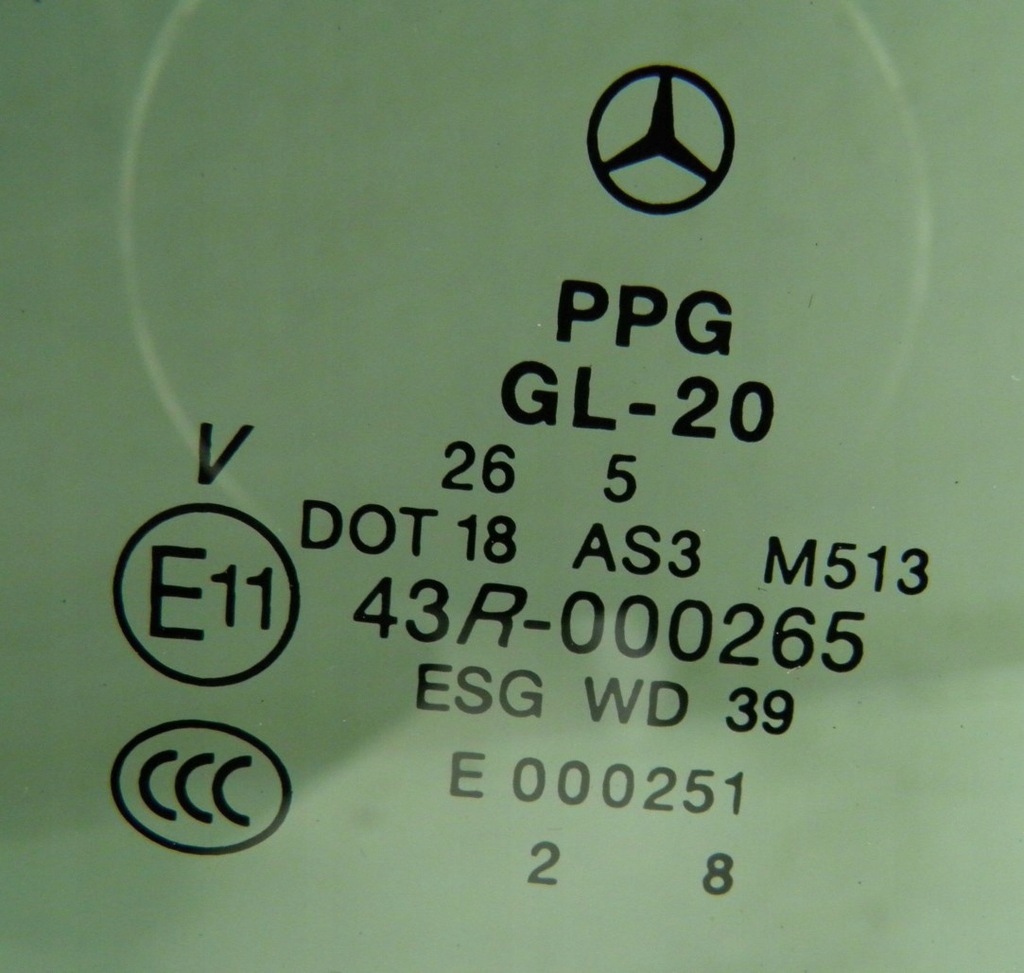 PPG
GL-20
26 5
V
DOT 18 AS3 M513
E11
43R-000265
ESG WD 39
CCC
E 000251
2 8